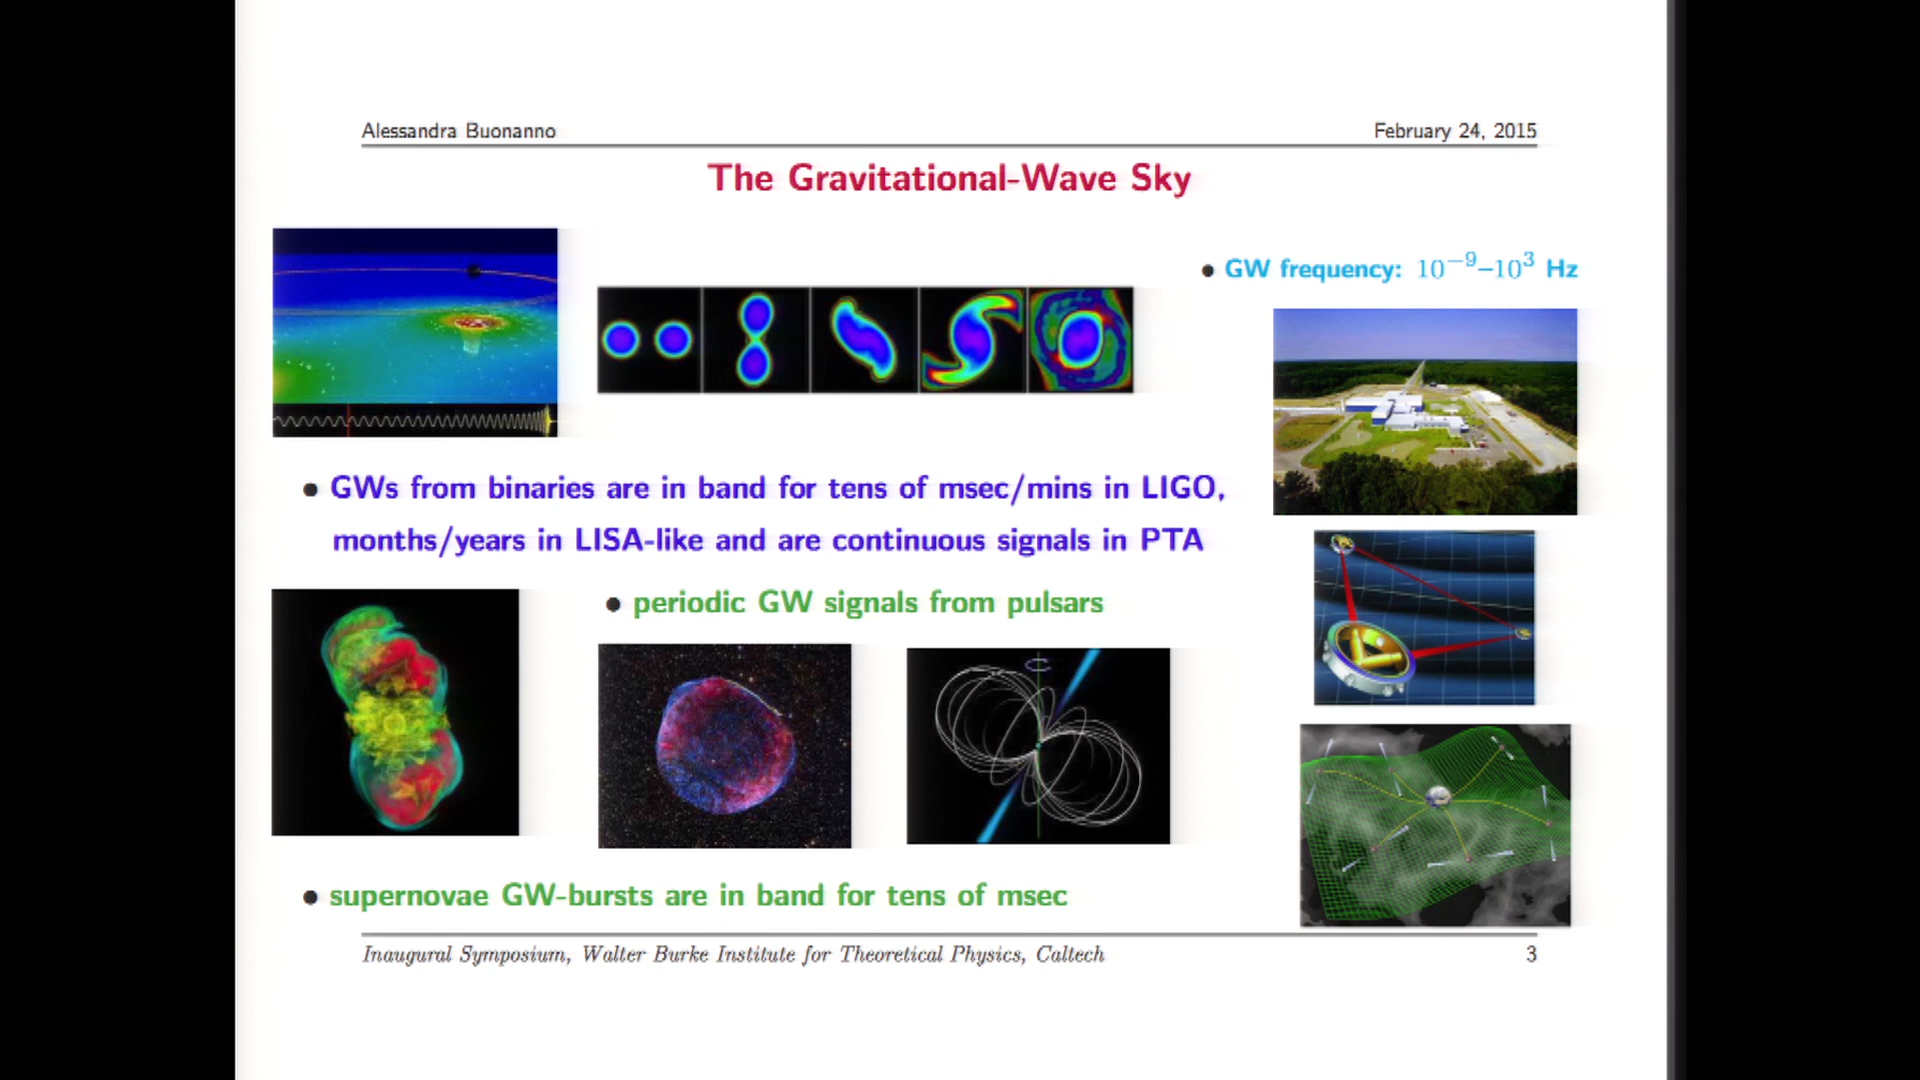 Alessandra Buonanno
February 24, 2015
The Gravitational-Wave Sky
• GW frequency: 10⁻⁹–10³ Hz
• GWs from binaries are in band for tens of msec/mins in LIGO,
months/years in LISA-like and are continuous signals in PTA
• periodic GW signals from pulsars
• supernovae GW-bursts are in band for tens of msec
Inaugural Symposium, Walter Burke Institute for Theoretical Physics, Caltech
3